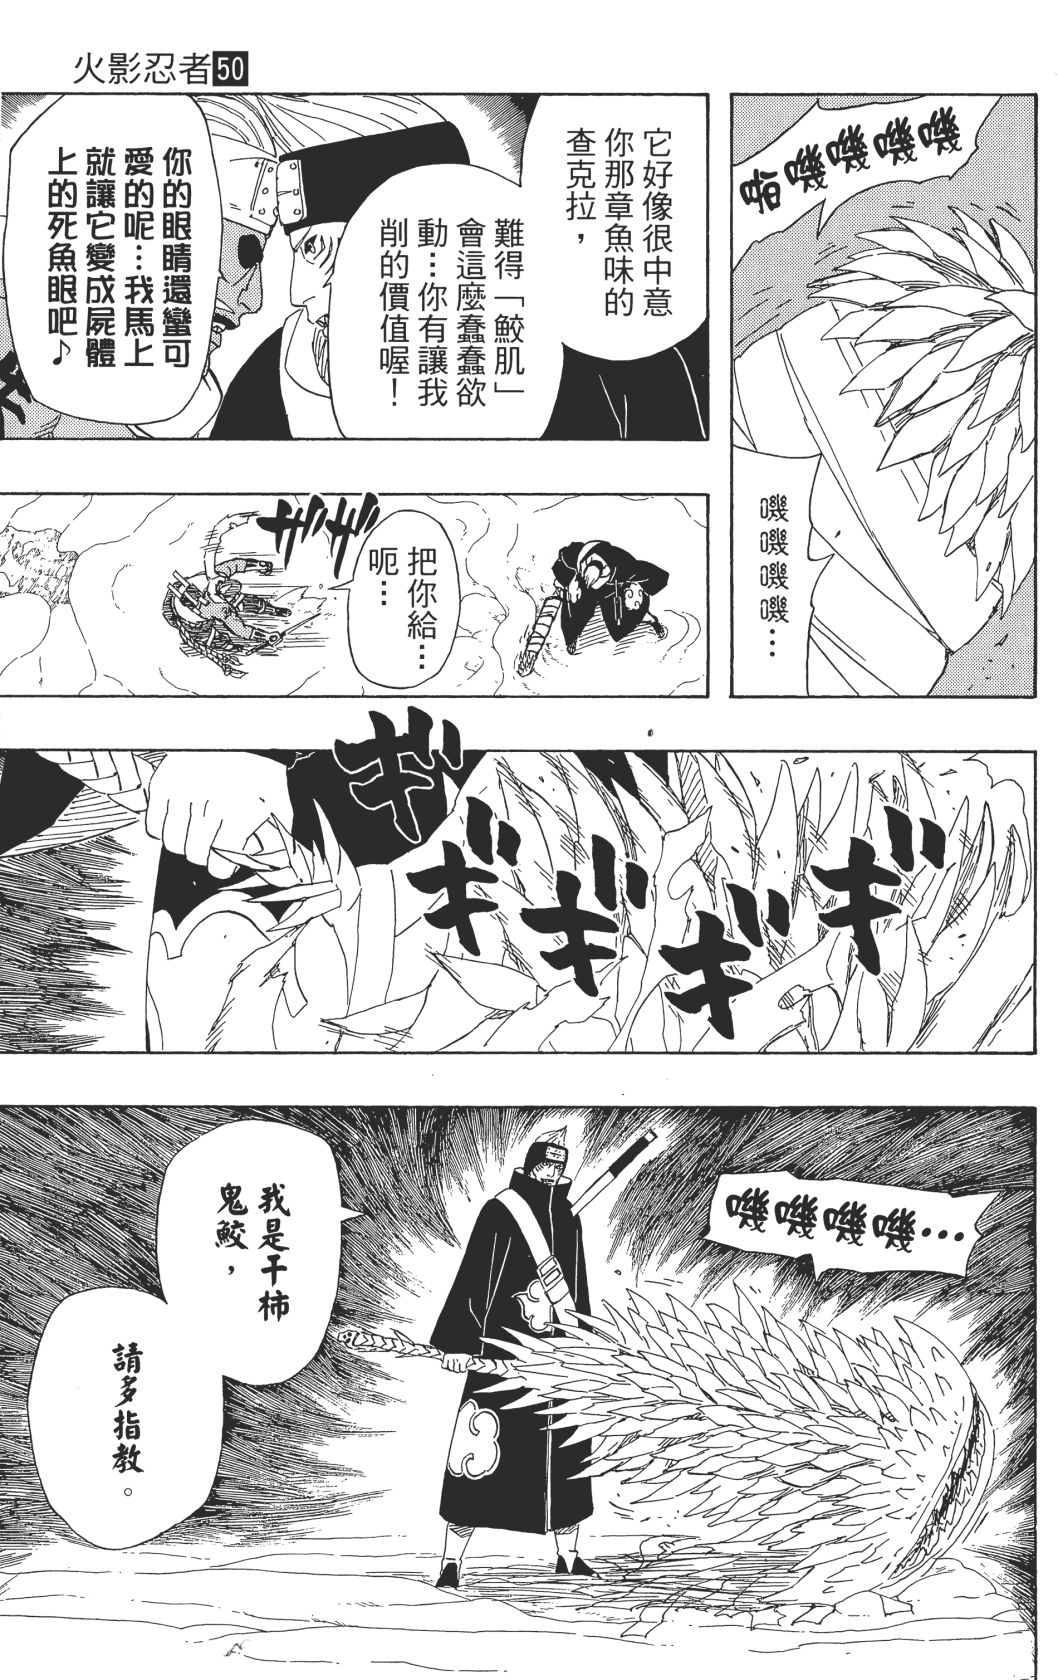 火影忍者50
哈嘰嘰嘰嘰
嘰嘰嘰嘰…
它好像很中意
你那章魚味的
查克拉，
難得「鮫肌」
會這麼蠢蠢欲
動…你有讓我
削的價值喔！
你的眼睛還蠻可
愛的呢…我馬上
就讓它變成屍體
上的死魚眼吧♪
把你給…
呃…
ギギ
ギギギギギギ
嘰嘰嘰嘰…
我是干柿
鬼鮫，
請多指教。